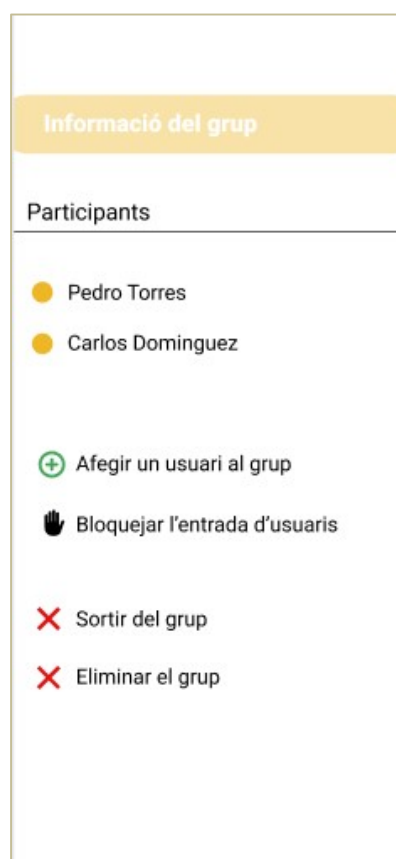 Informació del grup
Participants
Pedro Torres
Carlos Dominguez
Afegir un usuari al grup
Bloquejar l'entrada d'usuaris
Sortir del grup
Eliminar el grup